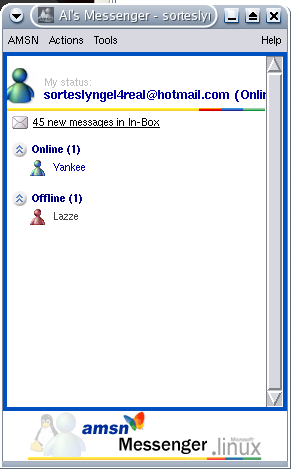 Al's Messenger - sorteslyn
AMSN Actions Tools Help
My status:
sorteslyngel4real@hotmail.com (Onlin
45 new messages in In-Box
Online (1)
Yankee
Offline (1)
Lazze
amsn
Microsoft
Messenger .linux